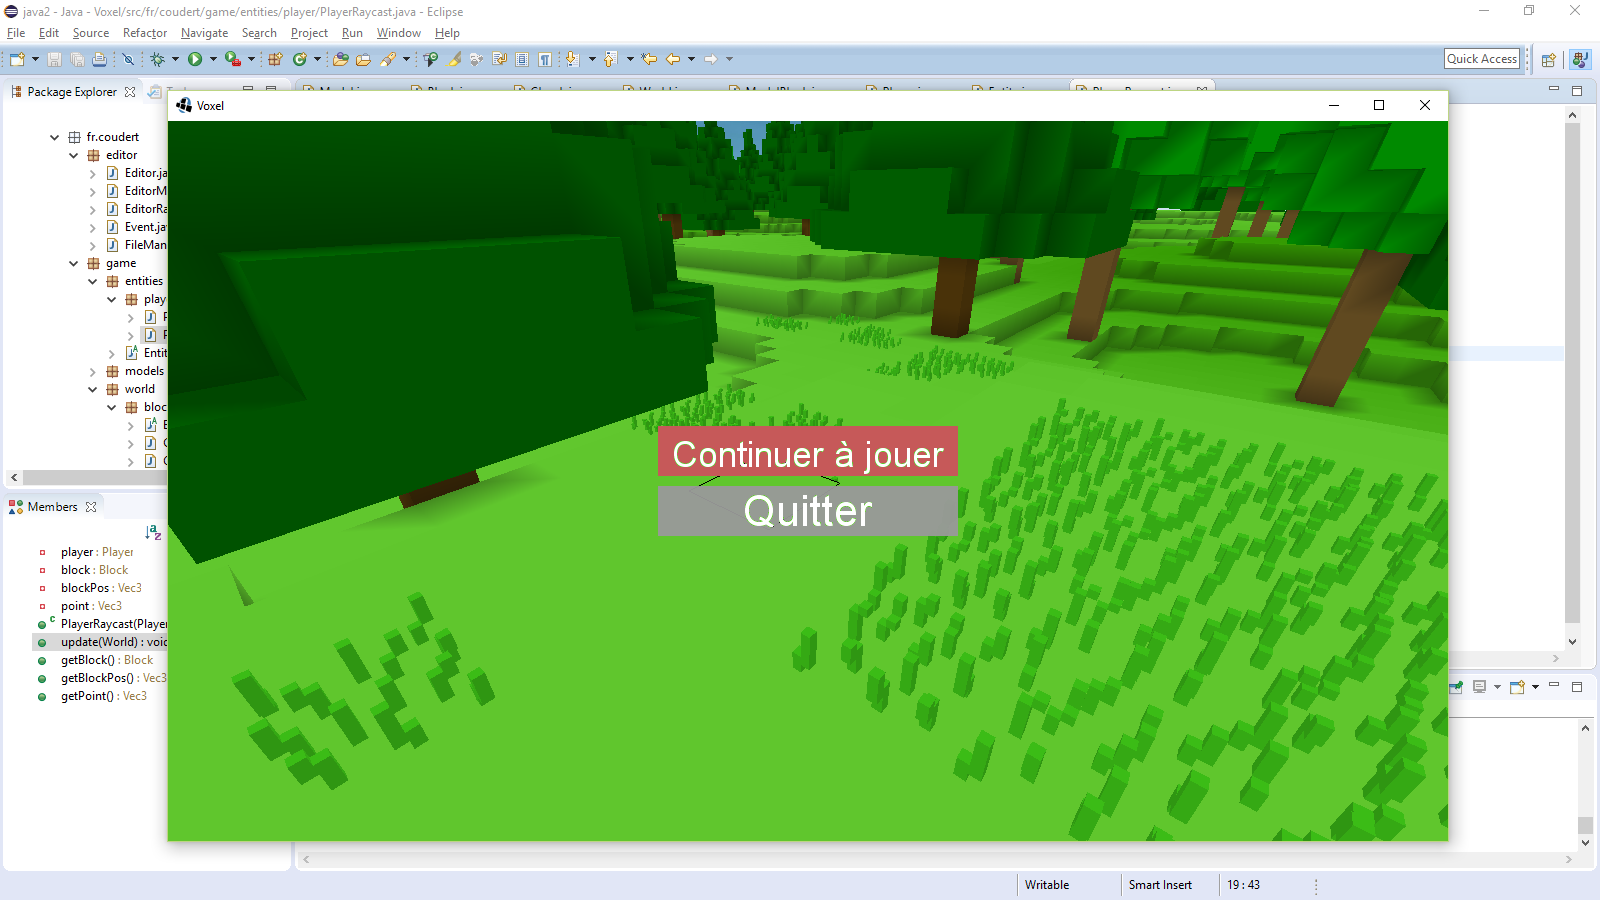 java2 - Java - Voxel/src/fr/coudert/game/entities/player/PlayerRaycast.java - Eclipse
File Edit Source Refactor Navigate Search Project Run Window Help
Quick Access
Package Explorer
Voxel
fr.coudert
editor
Editor.ja
EditorM
EditorRa
Event.ja
FileMan
game
entities
play
Entit
models
world
bloc
Continuer à jouer
Quitter
Members
player : Player
block : Block
blockPos : Vec3
point : Vec3
PlayerRaycast(Player
update(World) : void
getBlock() : Block
getBlockPos() : Vec3
getPoint() : Vec3
Writable Smart Insert 19 : 43